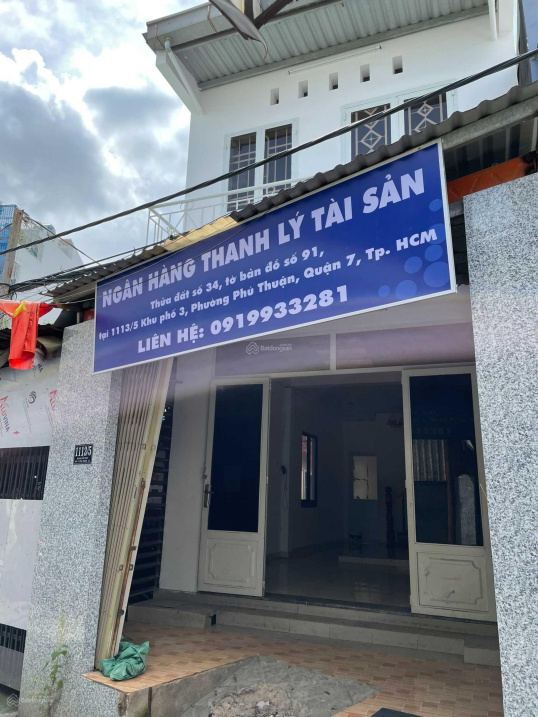 NGÂN HÀNG THANH LÝ TÀI SẢN
Thửa đất số 34, tờ bản đồ số 91,
tại 1113/5 Khu phố 3, Phường Phú Thuận, Quận 7, Tp. HCM
LIÊN HỆ: 0919933281
Batdongsan
1113/5